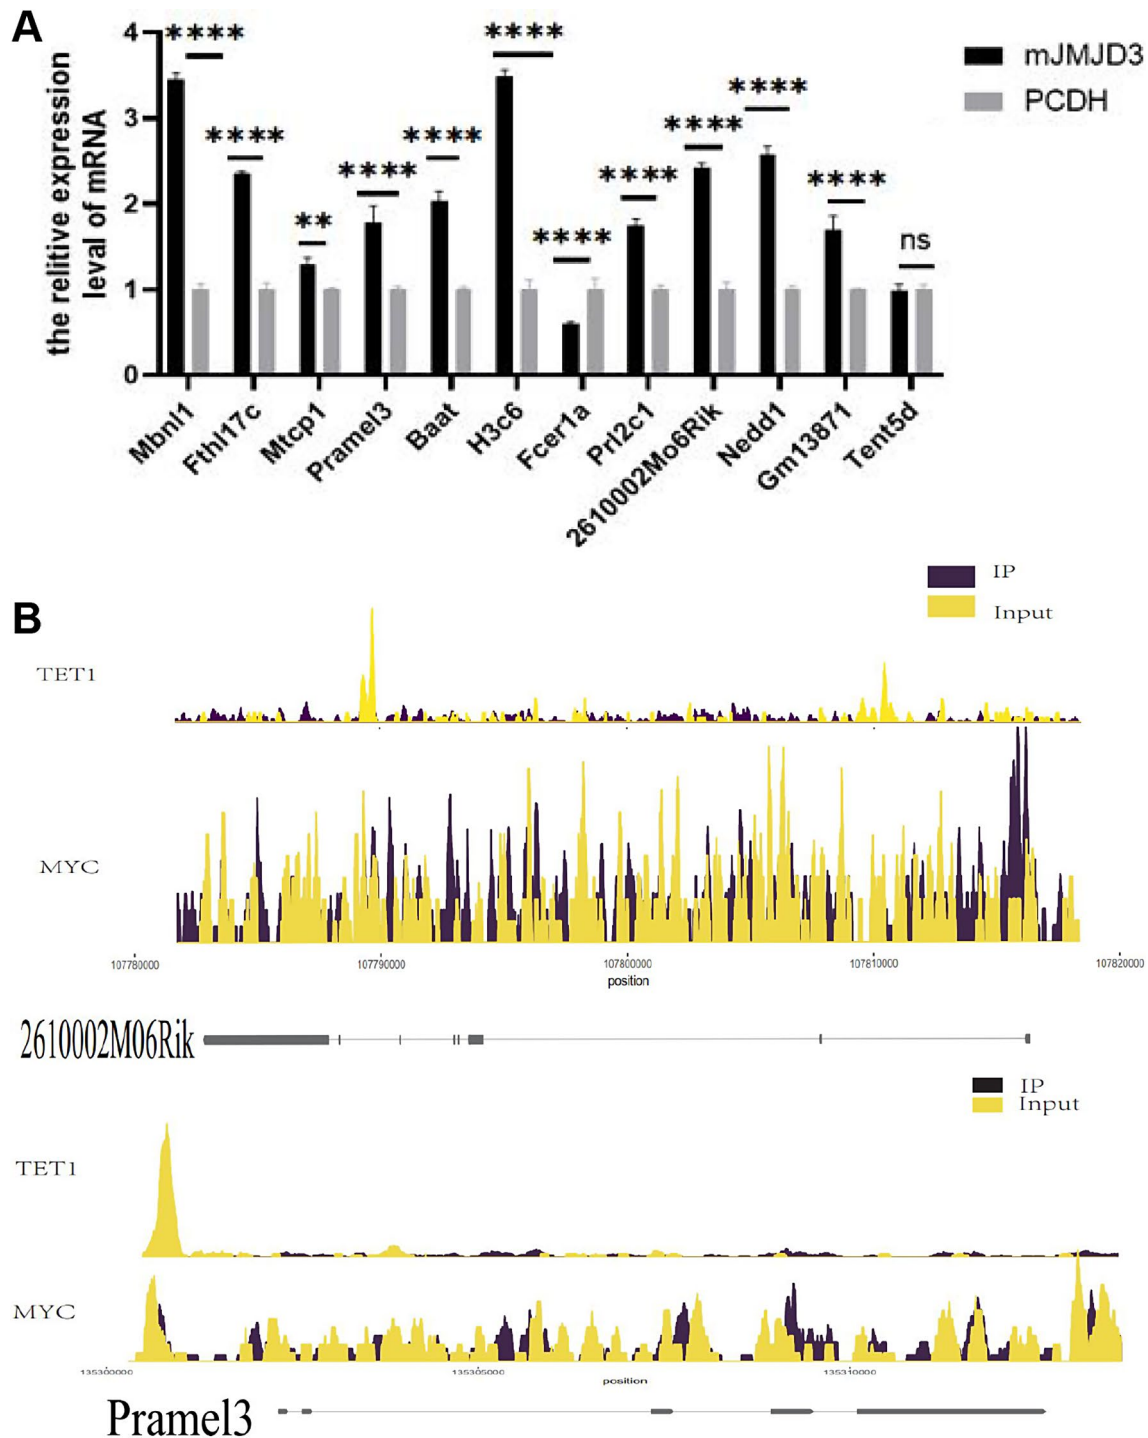 A
the relitive expression
leval of mRNA
4
3
2
1
0
**** **** ** **** **** **** **** **** **** **** **** ns
mJMJD3
PCDH
Mbnl1 Fthl17c Mtcp1 Pramel3 Baat H3c6 Fcer1a Prl2c1 2610002Mo6Rik Nedd1 Gm13871 Tent5d
B
IP
Input
TET1
MYC
107780000 107790000 107800000 107810000 107820000
position
2610002M06Rik
IP
Input
TET1
MYC
135300000 135305000 135310000
position
Pramel3